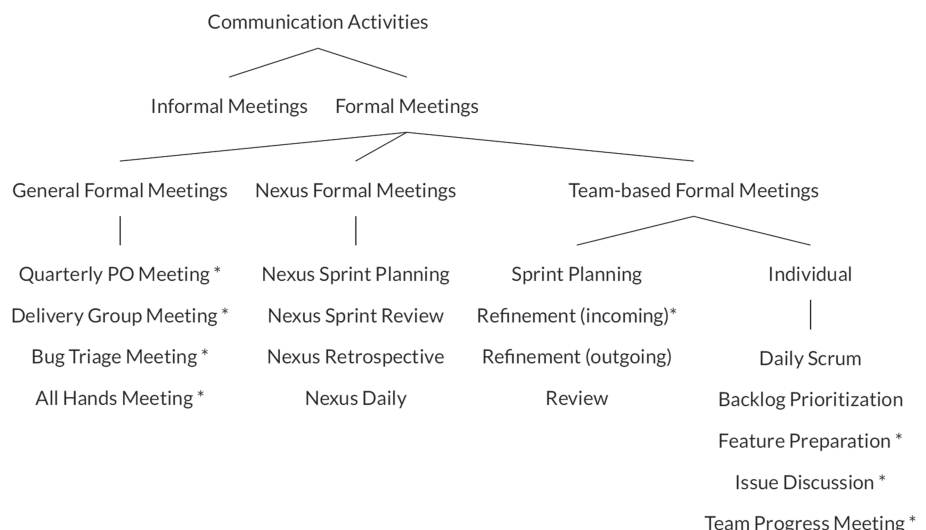 Communication Activities
Informal Meetings
Formal Meetings
General Formal Meetings
Nexus Formal Meetings
Team-based Formal Meetings
Quarterly PO Meeting *
Delivery Group Meeting *
Bug Triage Meeting *
All Hands Meeting *
Nexus Sprint Planning
Nexus Sprint Review
Nexus Retrospective
Nexus Daily
Sprint Planning
Refinement (incoming)*
Refinement (outgoing)
Review
Individual
Daily Scrum
Backlog Prioritization
Feature Preparation *
Issue Discussion *
Team Progress Meeting *